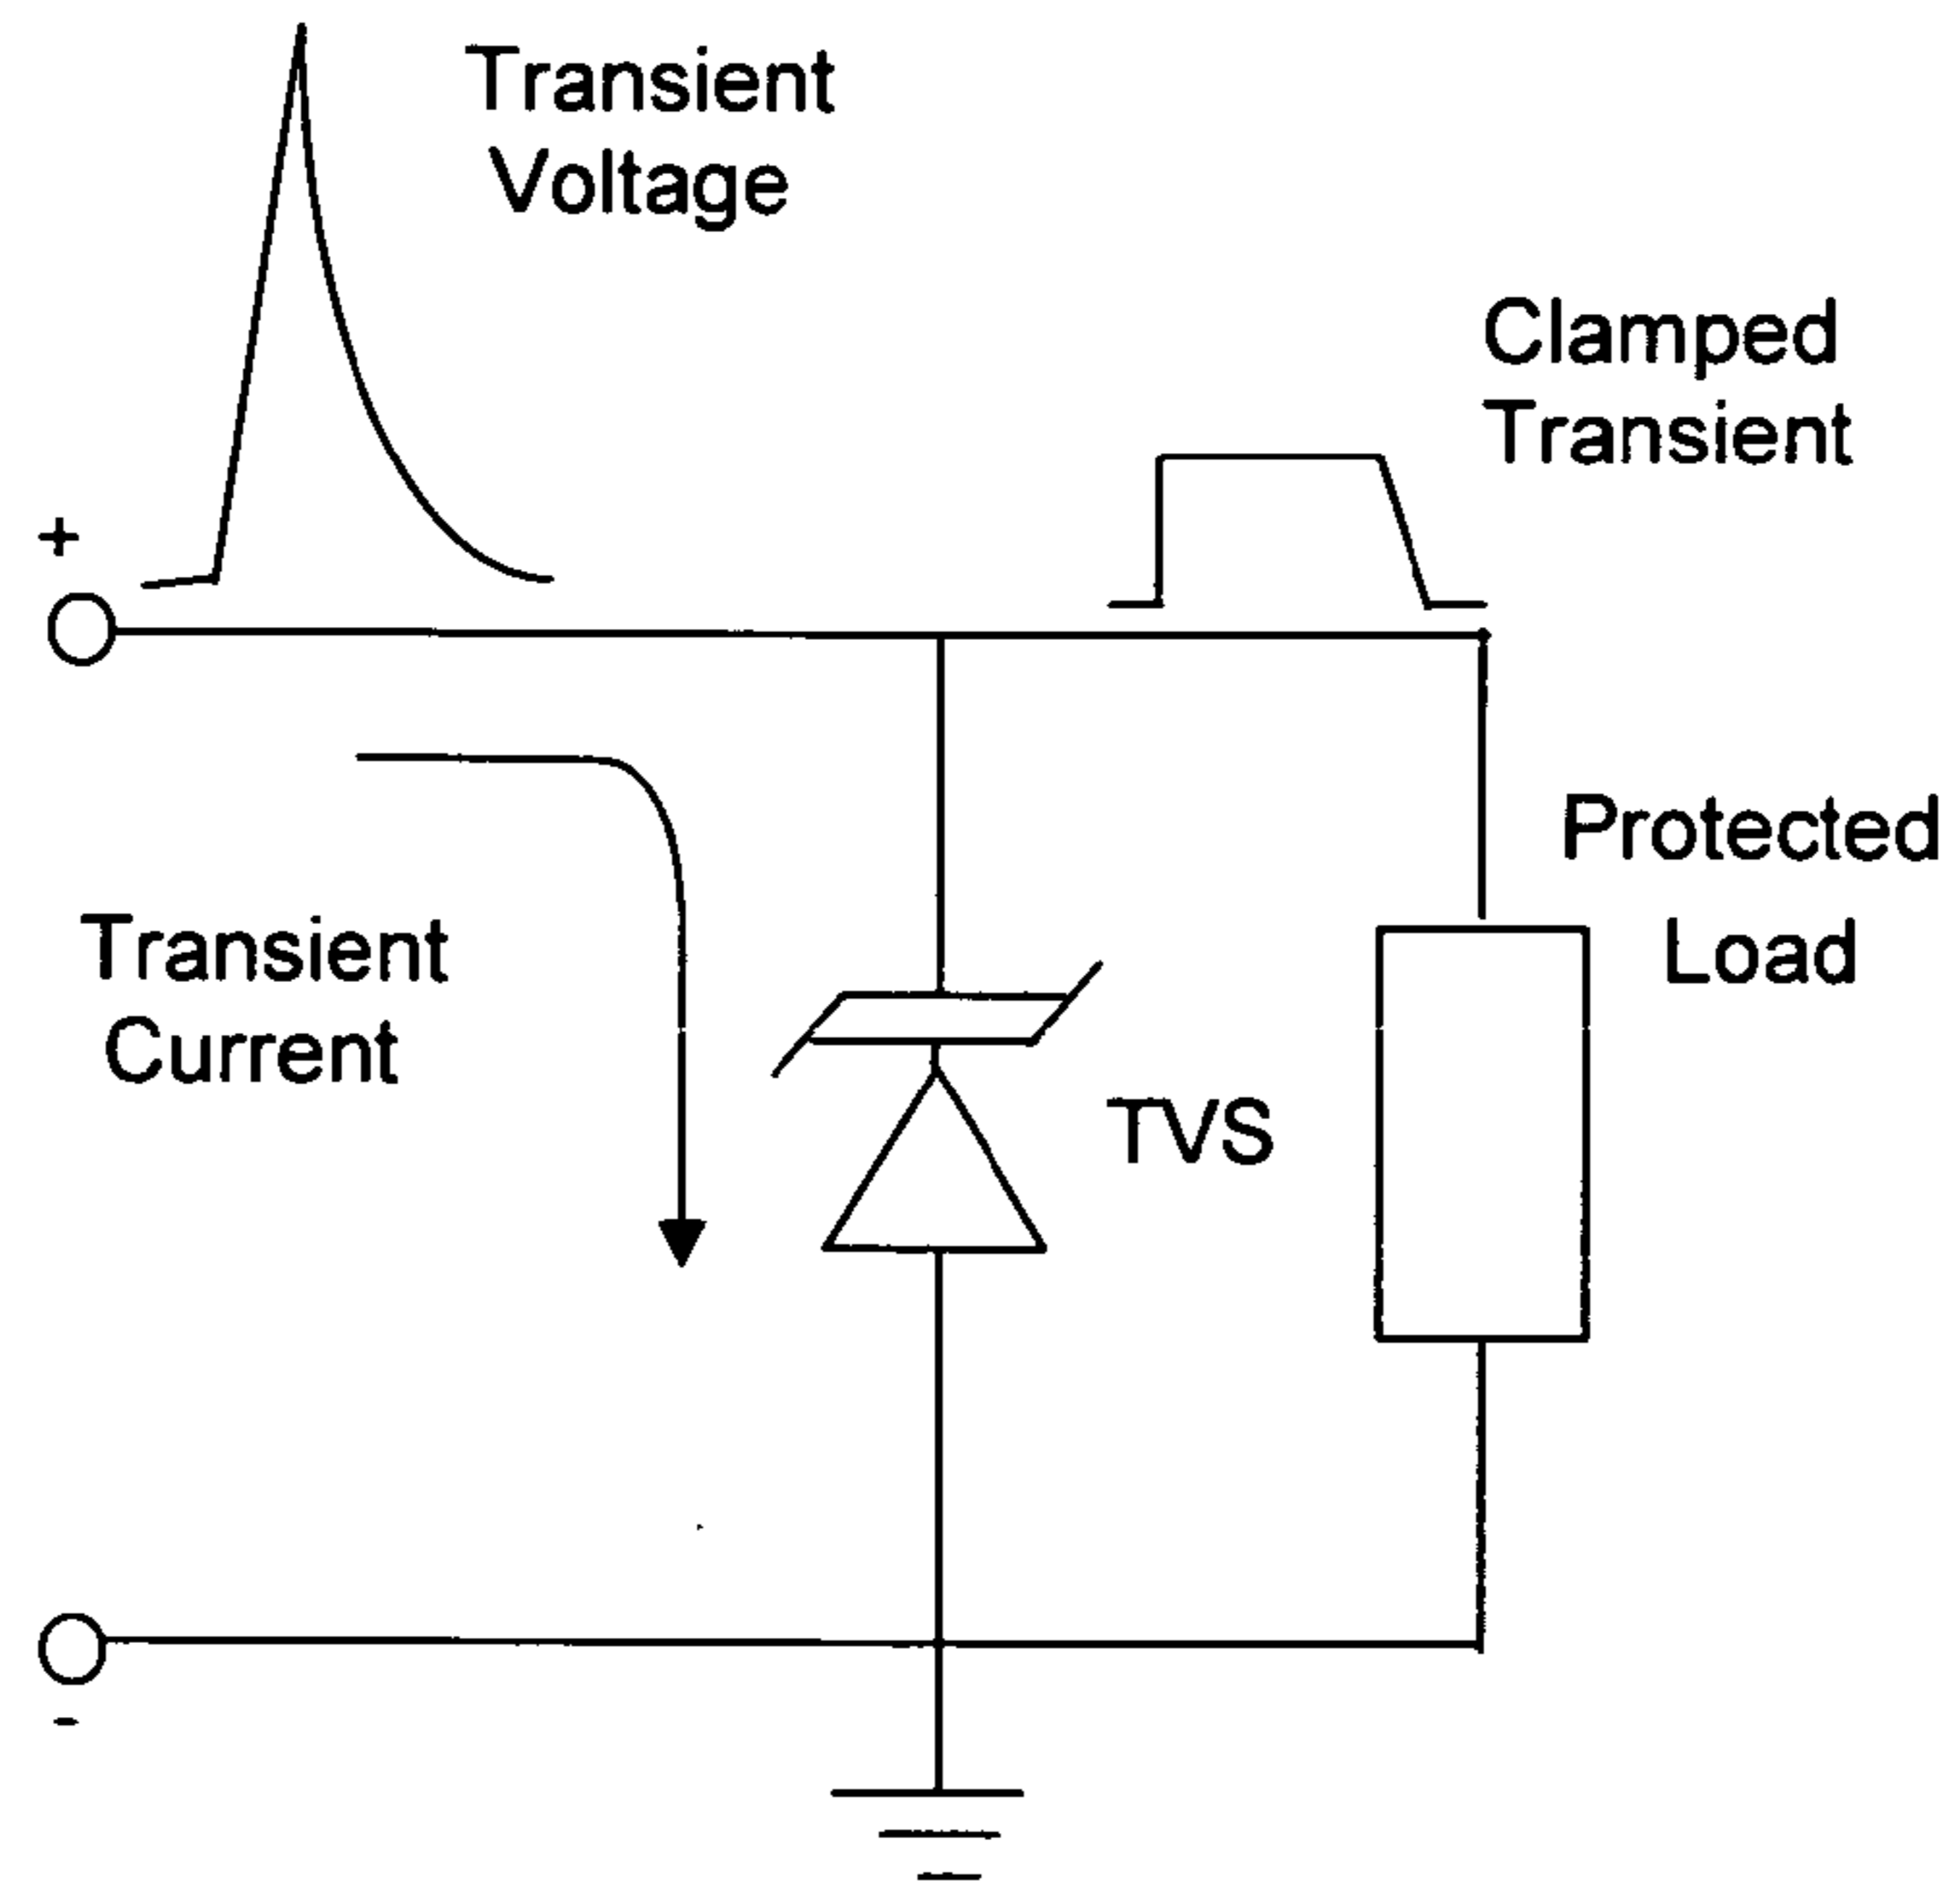 Transient
Voltage
Clamped
Transient
+
Protected
Load
Transient
Current
TVS
-